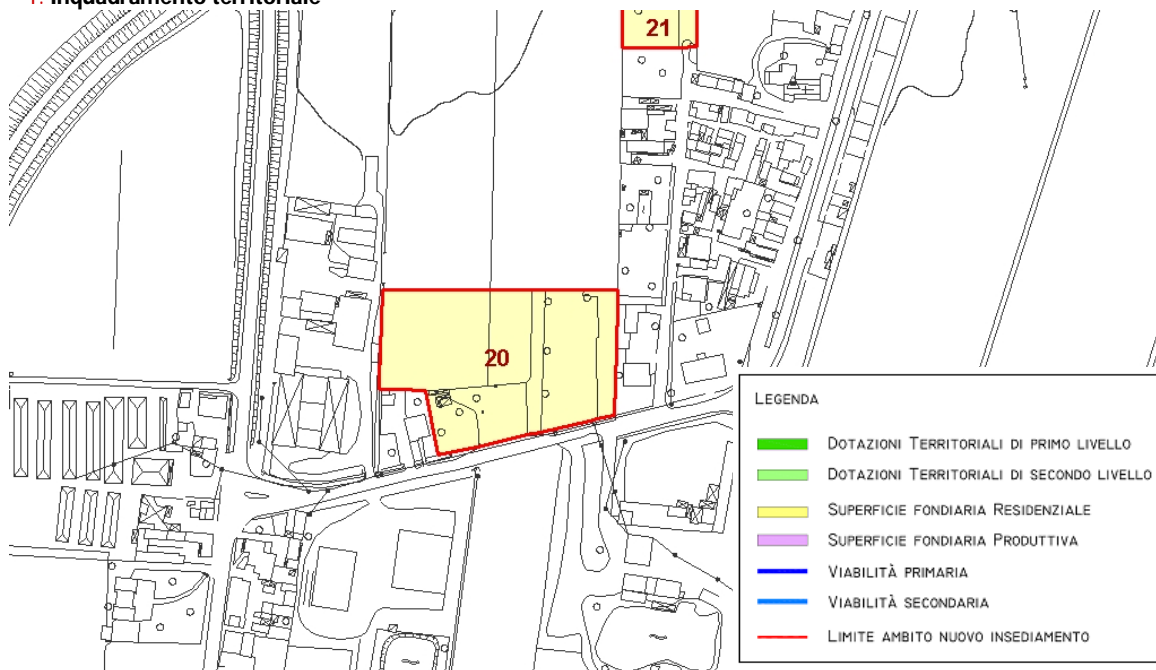 1. Inquadramento territoriale
21
20
LEGENDA
DOTAZIONI TERRITORIALI DI PRIMO LIVELLO
DOTAZIONI TERRITORIALI DI SECONDO LIVELLO
SUPERFICIE FONDIARIA RESIDENZIALE
SUPERFICIE FONDIARIA PRODUTTIVA
VIABILITÀ PRIMARIA
VIABILITÀ SECONDARIA
LIMITE AMBITO NUOVO INSEDIAMENTO